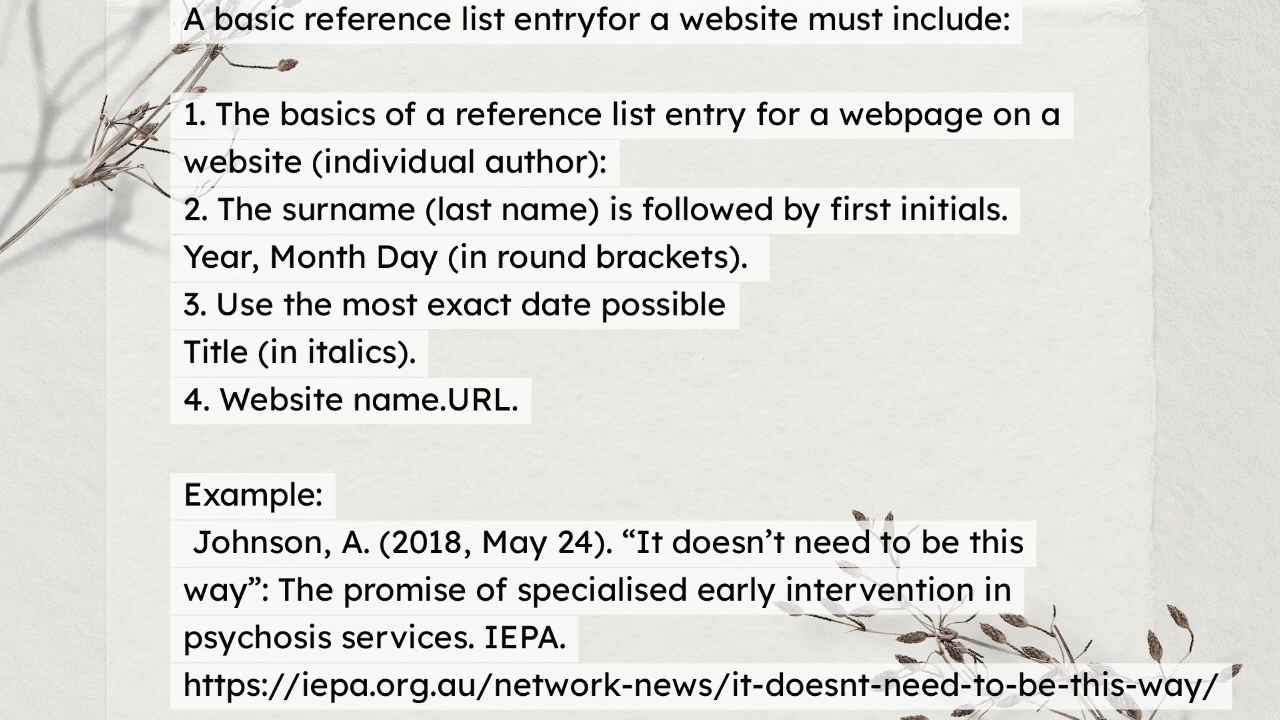 A basic reference list entryfor a website must include:
1. The basics of a reference list entry for a webpage on a
website (individual author):
2. The surname (last name) is followed by first initials.
Year, Month Day (in round brackets).
3. Use the most exact date possible
Title (in italics).
4. Website name.URL.
Example:
Johnson, A. (2018, May 24). “It doesn’t need to be this
way”: The promise of specialised early intervention in
psychosis services. IEPA.
https://iepa.org.au/network-news/it-doesnt-need-to-be-this-way/